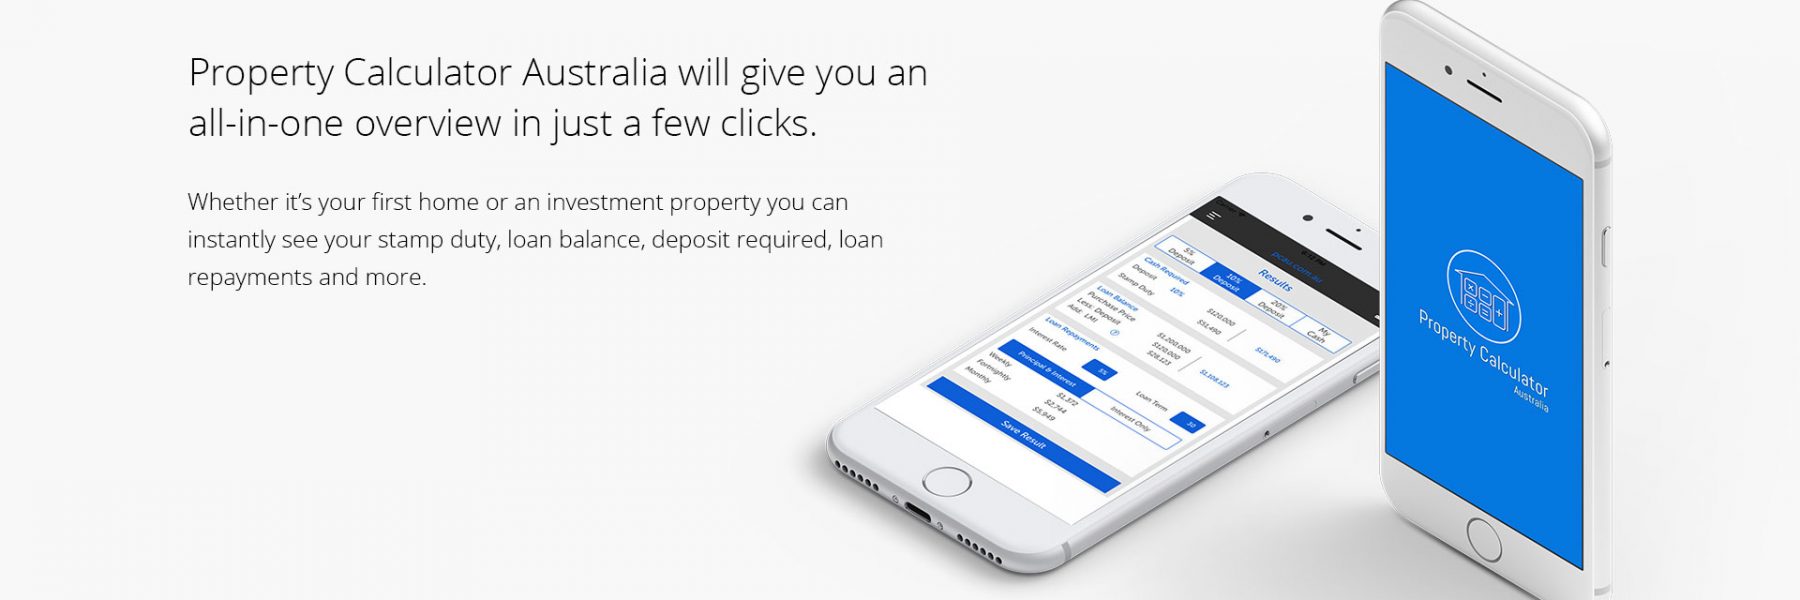 Property Calculator Australia will give you an
all-in-one overview in just a few clicks.
Whether it’s your first home or an investment property you can
instantly see your stamp duty, loan balance, deposit required, loan
repayments and more.
pcau.com.au
Results
5% Deposit
10% Deposit
20% Deposit
My Cash
Cash Required
Deposit 10% $120,000
Stamp Duty $51,490 $171,490
Loan Balance
Purchase Price $1,200,000
Less: Deposit $120,000
Add: LMI $28,123 $1,108,123
Loan Repayments
Interest Rate 5% Loan Term 30
Principal & Interest Interest Only
Weekly $1,372
Fortnightly $2,744
Monthly $5,949
Save Result
Property Calculator
Australia